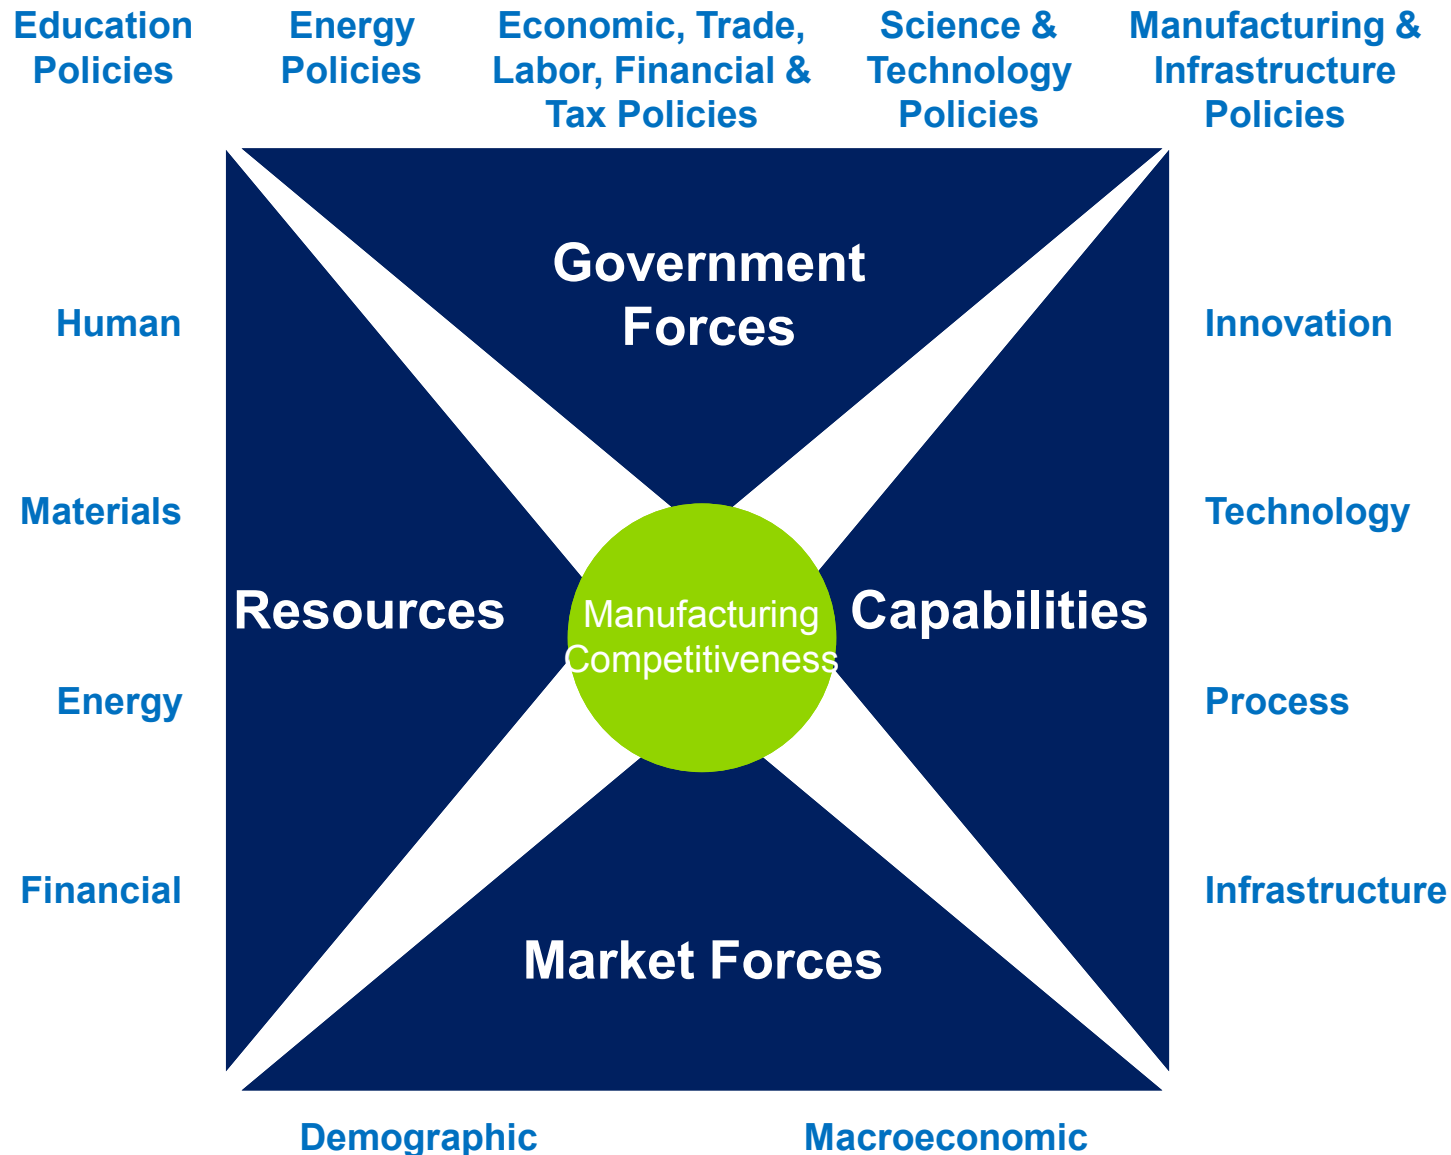 Education
Policies
Energy
Policies
Economic, Trade,
Labor, Financial &
Tax Policies
Science &
Technology
Policies
Manufacturing &
Infrastructure
Policies
Government
Forces
Human
Materials
Energy
Financial
Resources
Manufacturing
Competitiveness
Capabilities
Innovation
Technology
Process
Infrastructure
Market Forces
Demographic
Macroeconomic